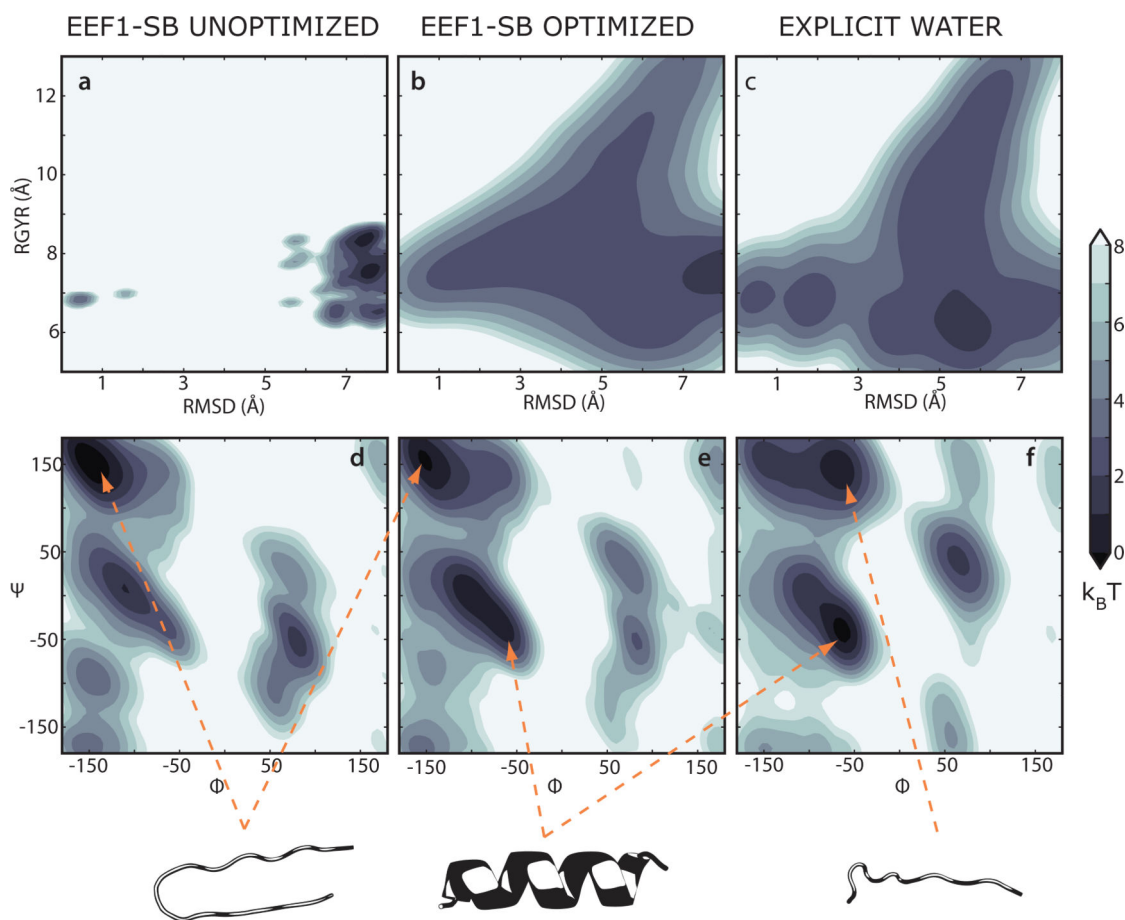 EEF1-SB UNOPTIMIZED EEF1-SB OPTIMIZED EXPLICIT WATER
a b c
12
10
8
6
RGYR (Å)
1 3 5 7 1 3 5 7 1 3 5 7
RMSD (Å) RMSD (Å) RMSD (Å)
8
6
4
2
0
k_BT
d e f
150
50
-50
-150
Ψ
-150 -50 50 150 -150 -50 50 150 -150 -50 50 150
Φ Φ Φ